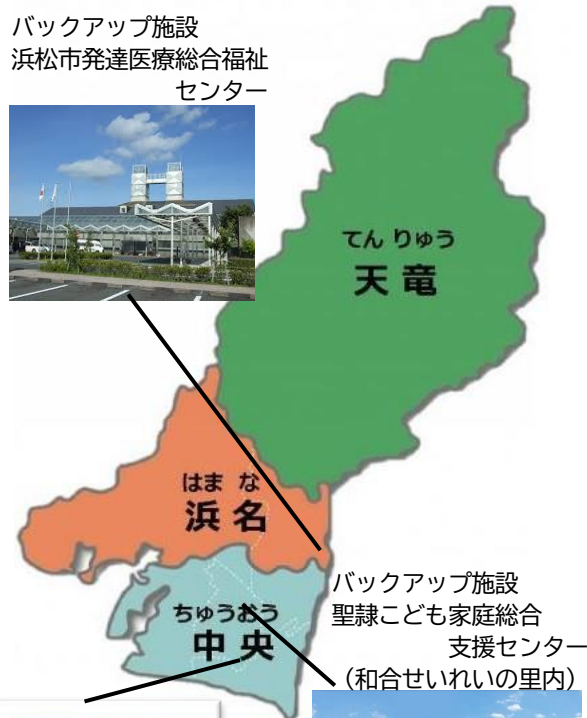 バックアップ施設
浜松市発達医療総合福祉
センター
てんりゅう
天竜
はまな
浜名
ちゅうおう
中央
バックアップ施設
聖隷こども家庭総合
支援センター
（和合せいれいの里内）